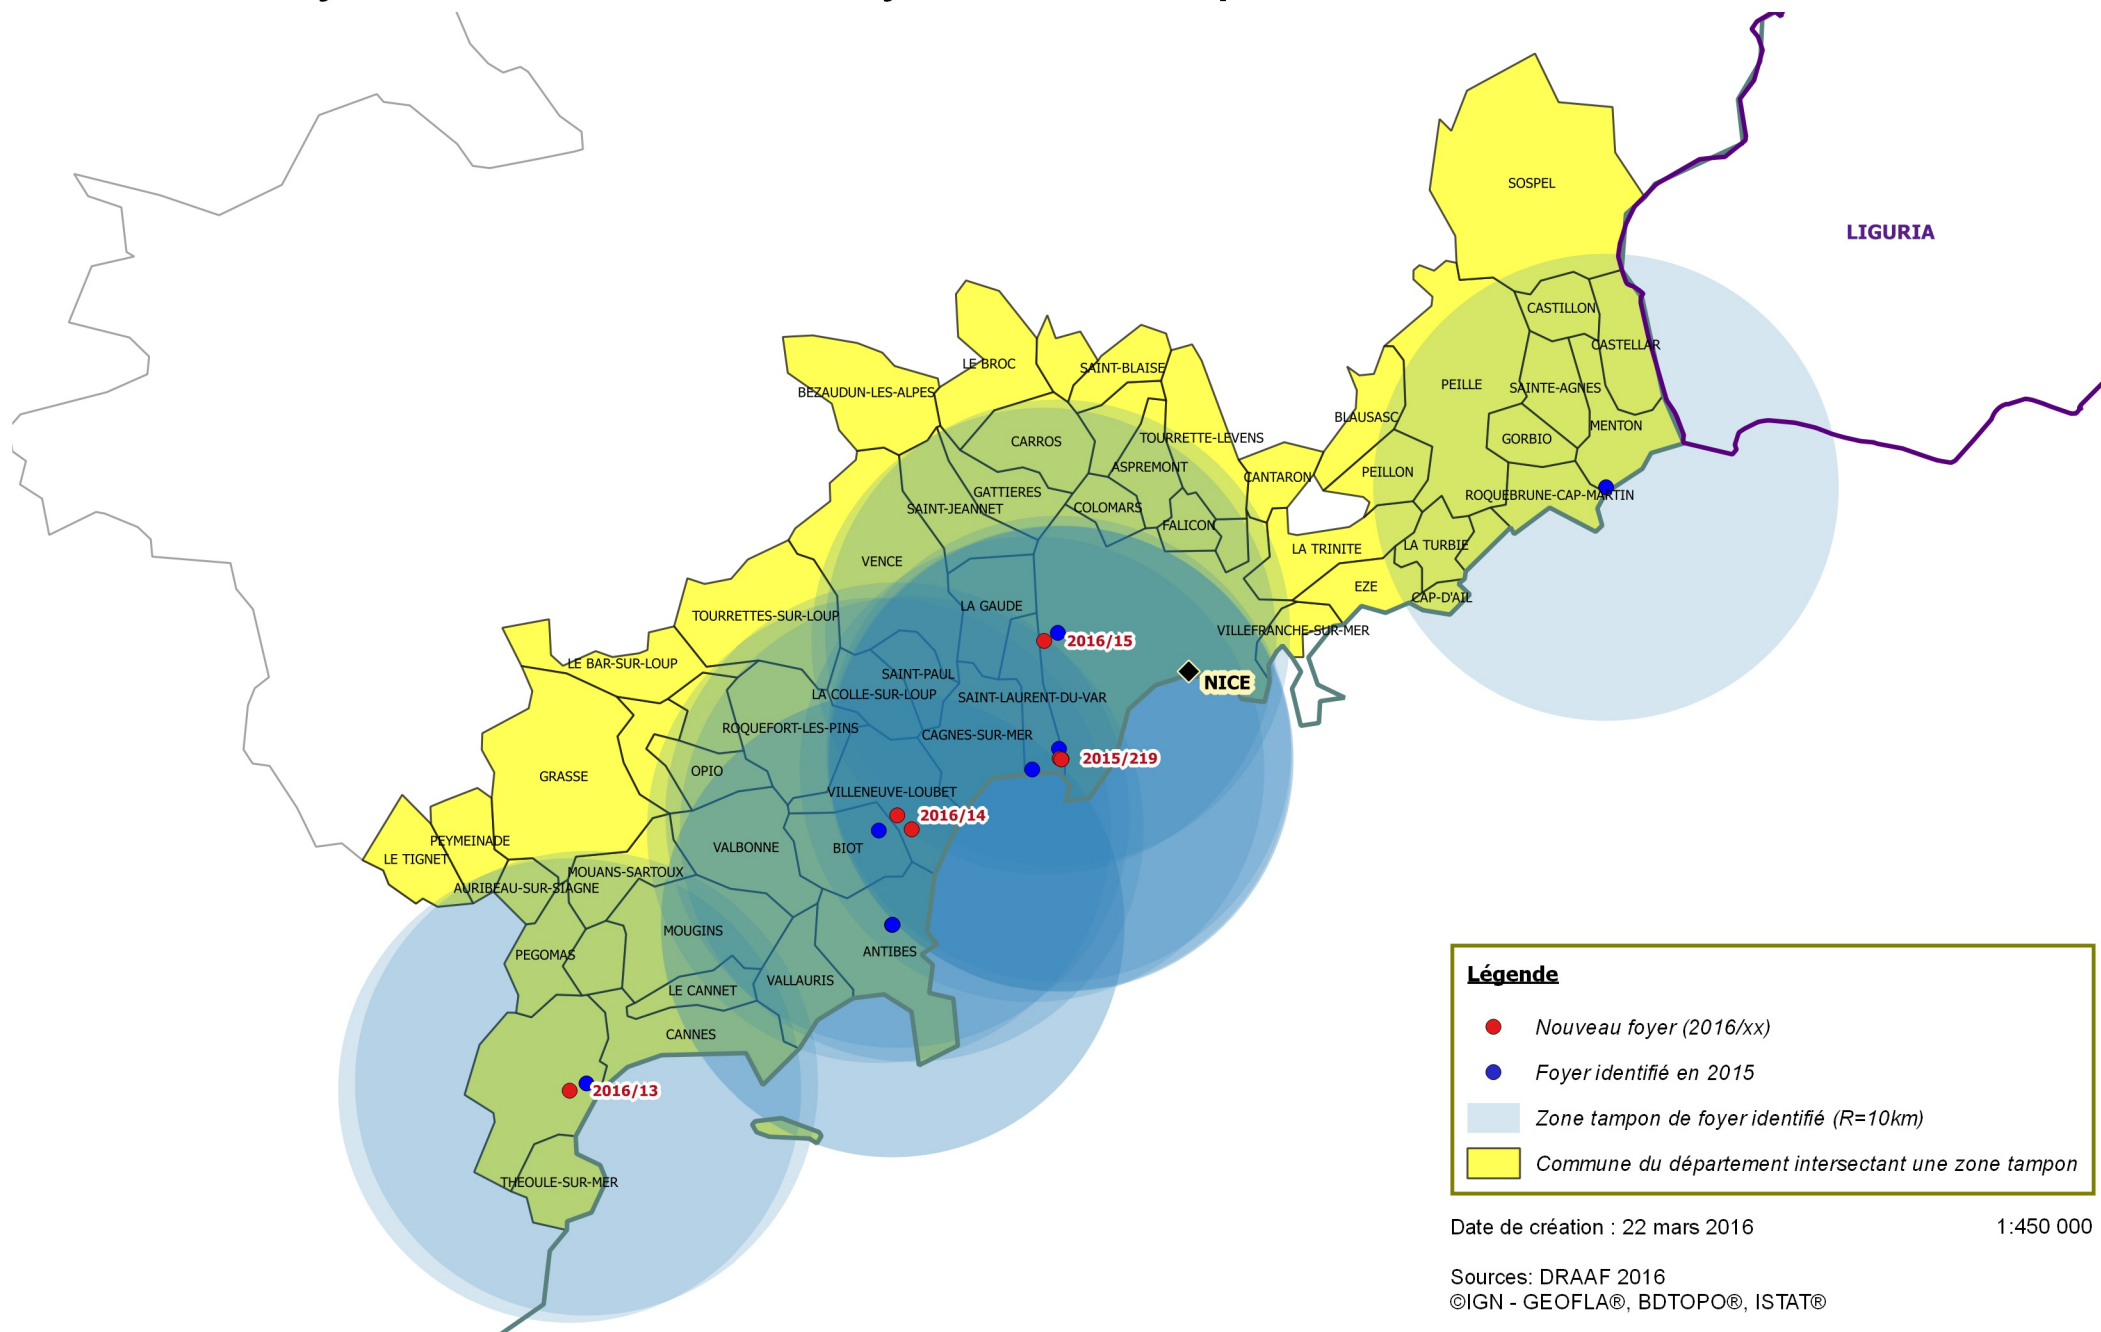 SOSPEL
LIGURIA
CASTILLON
CASTELLAR
LE BROC
SAINT-BLAISE
BEZAUDUN-LES-ALPES
PEILLE
SAINTE-AGNES
BLAUSASC
MENTON
CARROS
TOURRETTE-LEVENS
GORBIO
ASPREMONT
PEILLON
CANTARON
GATTIERES
ROQUEBRUNE-CAP-MARTIN
SAINT-JEANNET
COLOMARS
FALICON
LA TURBIE
LA TRINITE
VENCE
EZE
CAP-D'AIL
LA GAUDE
TOURRETTES-SUR-LOUP
VILLEFRANCHE-SUR-MER
2016/15
LE BAR-SUR-LOUP
SAINT-PAUL
NICE
LA COLLE-SUR-LOUP
SAINT-LAURENT-DU-VAR
ROQUEFORT-LES-PINS
CAGNES-SUR-MER
2015/219
OPIO
GRASSE
VILLENEUVE-LOUBET
2016/14
PEYMEINADE
VALBONNE
BIOT
LE TIGNET
MOUANS-SARTOUX
AURIBEAU-SUR-SIAGNE
MOUGINS
ANTIBES
PEGOMAS
VALLAURIS
LE CANNET
CANNES
2016/13
THEOULE-SUR-MER
Légende
Nouveau foyer (2016/xx)
Foyer identifié en 2015
Zone tampon de foyer identifié (R=10km)
Commune du département intersectant une zone tampon
Date de création : 22 mars 2016 1:450 000
Sources: DRAAF 2016
©IGN - GEOFLA®, BDTOPO®, ISTAT®